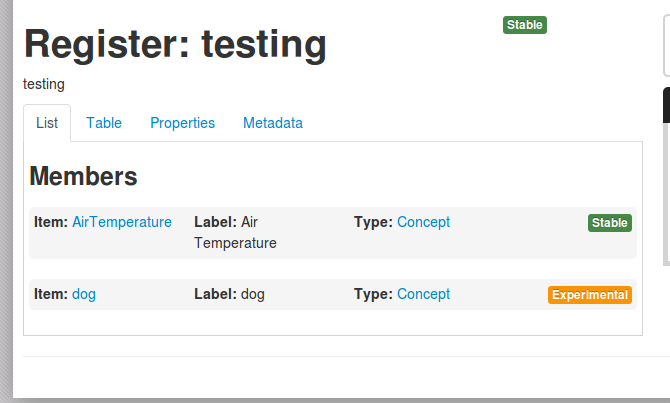 Register: testing Stable
testing
List Table Properties Metadata
Members
Item: AirTemperature Label: Air Type: Concept Stable
Temperature
Item: dog Label: dog Type: Concept Experimental